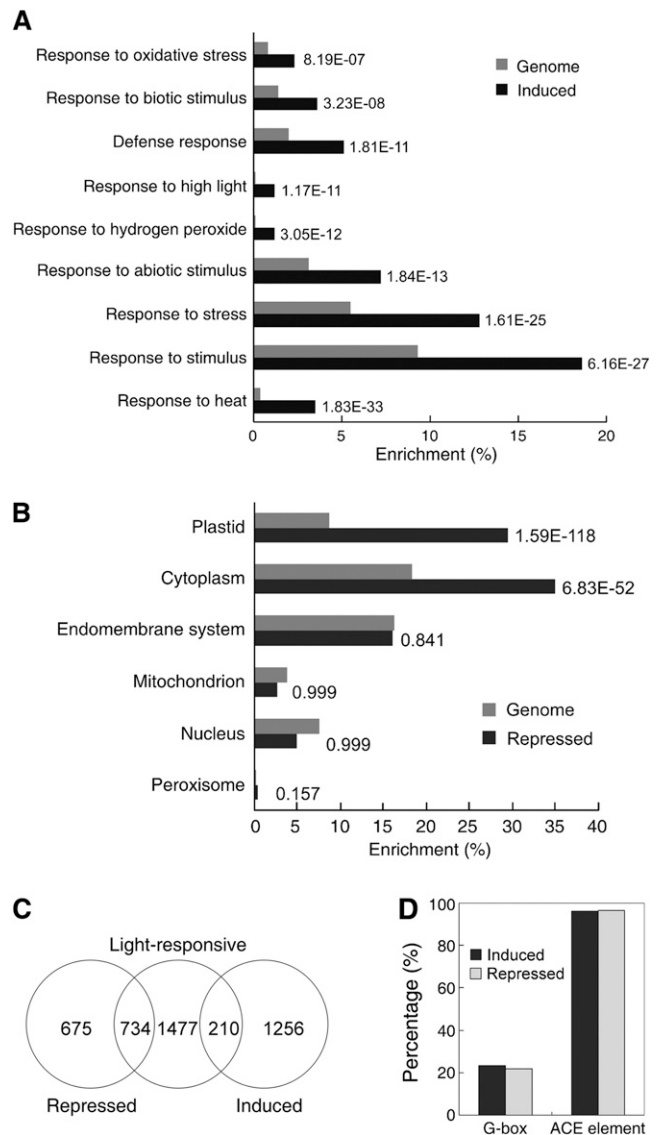 A
Response to oxidative stress
8.19E-07
Genome
Response to biotic stimulus
3.23E-08
Induced
Defense response
1.81E-11
Response to high light
1.17E-11
Response to hydrogen peroxide
3.05E-12
Response to abiotic stimulus
1.84E-13
Response to stress
1.61E-25
Response to stimulus
6.16E-27
Response to heat
1.83E-33
0 5 10 15 20
Enrichment (%)
B
Plastid
1.59E-118
Cytoplasm
6.83E-52
Endomembrane system
0.841
Mitochondrion
0.999
Genome
Nucleus
0.999
Repressed
Peroxisome
0.157
0 5 10 15 20 25 30 35 40
Enrichment (%)
C
Light-responsive
675 734 1477 210 1256
Repressed Induced
D
Percentage (%)
100
80
60
40
20
0
Induced
Repressed
G-box ACE element